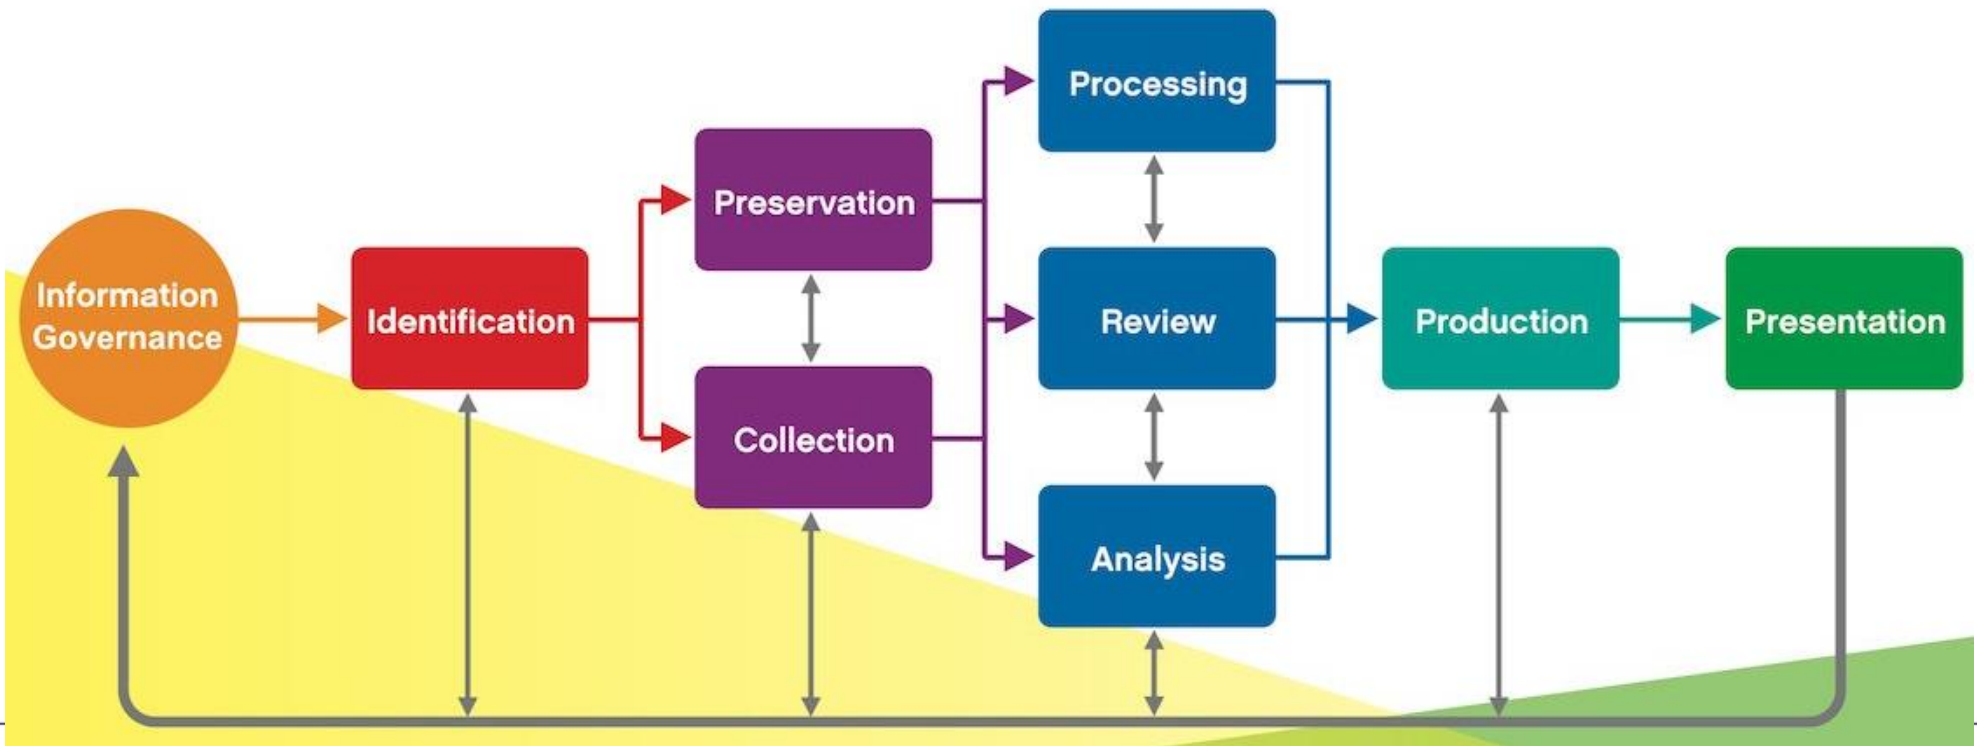 Information
Governance
Identification
Preservation
Collection
Processing
Review
Analysis
Production
Presentation